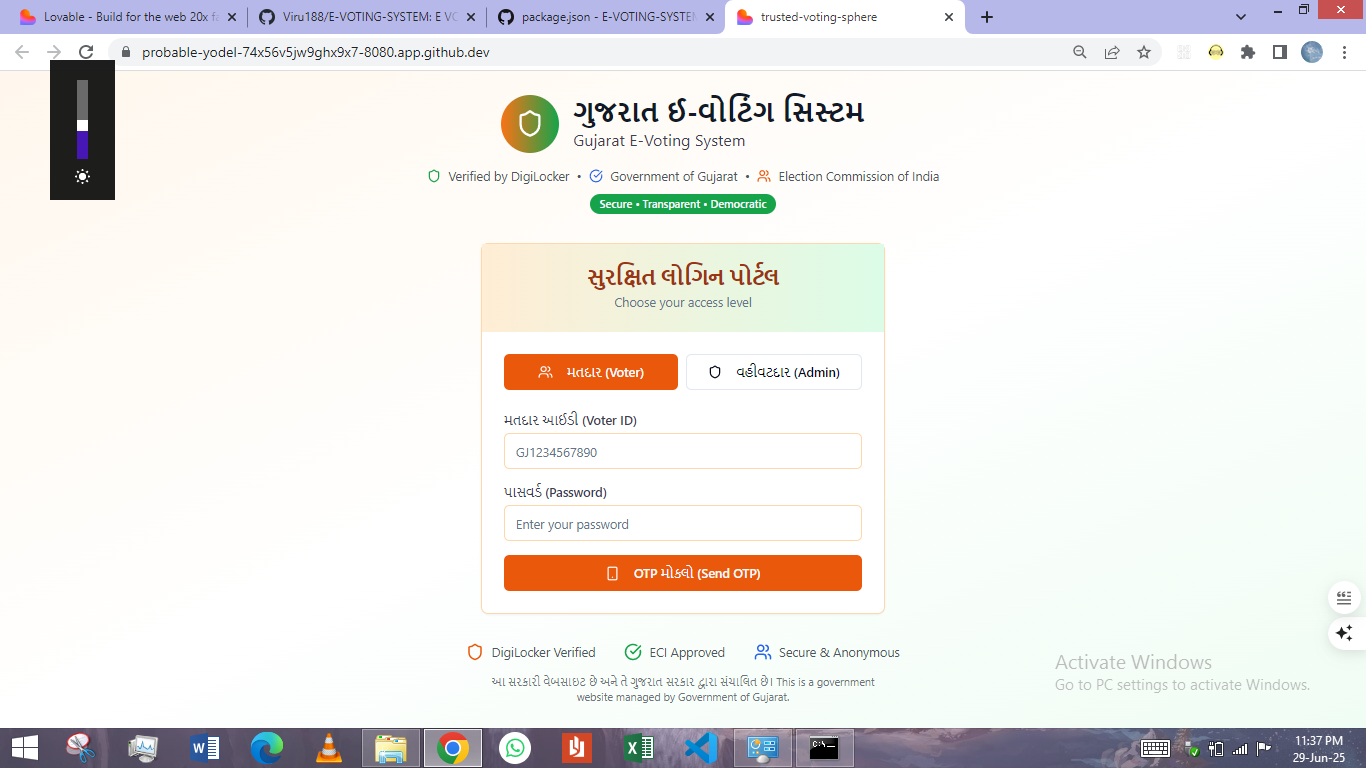 Lovable - Build for the web 20x fa
Viru188/E-VOTING-SYSTEM: E VO
package.json - E-VOTING-SYSTEM
trusted-voting-sphere
probable-yodel-74x56v5jw9ghx9x7-8080.app.github.dev
ગુજરાત ઈ-વોટિંગ સિસ્ટમ
Gujarat E-Voting System
Verified by DigiLocker • Government of Gujarat • Election Commission of India
Secure • Transparent • Democratic
સુરક્ષિત લોગિન પોર્ટલ
Choose your access level
મતદાર (Voter)
વહીવટદાર (Admin)
મતદાર આઈડી (Voter ID)
GJ1234567890
પાસવર્ડ (Password)
Enter your password
OTP મોકલો (Send OTP)
DigiLocker Verified
ECI Approved
Secure & Anonymous
આ સરકારી વેબસાઇટ છે અને તે ગુજરાત સરકાર દ્વારા સંચાલિત છે। This is a government
website managed by Government of Gujarat.
Activate Windows
Go to PC settings to activate Windows.
11:37 PM
29-Jun-25